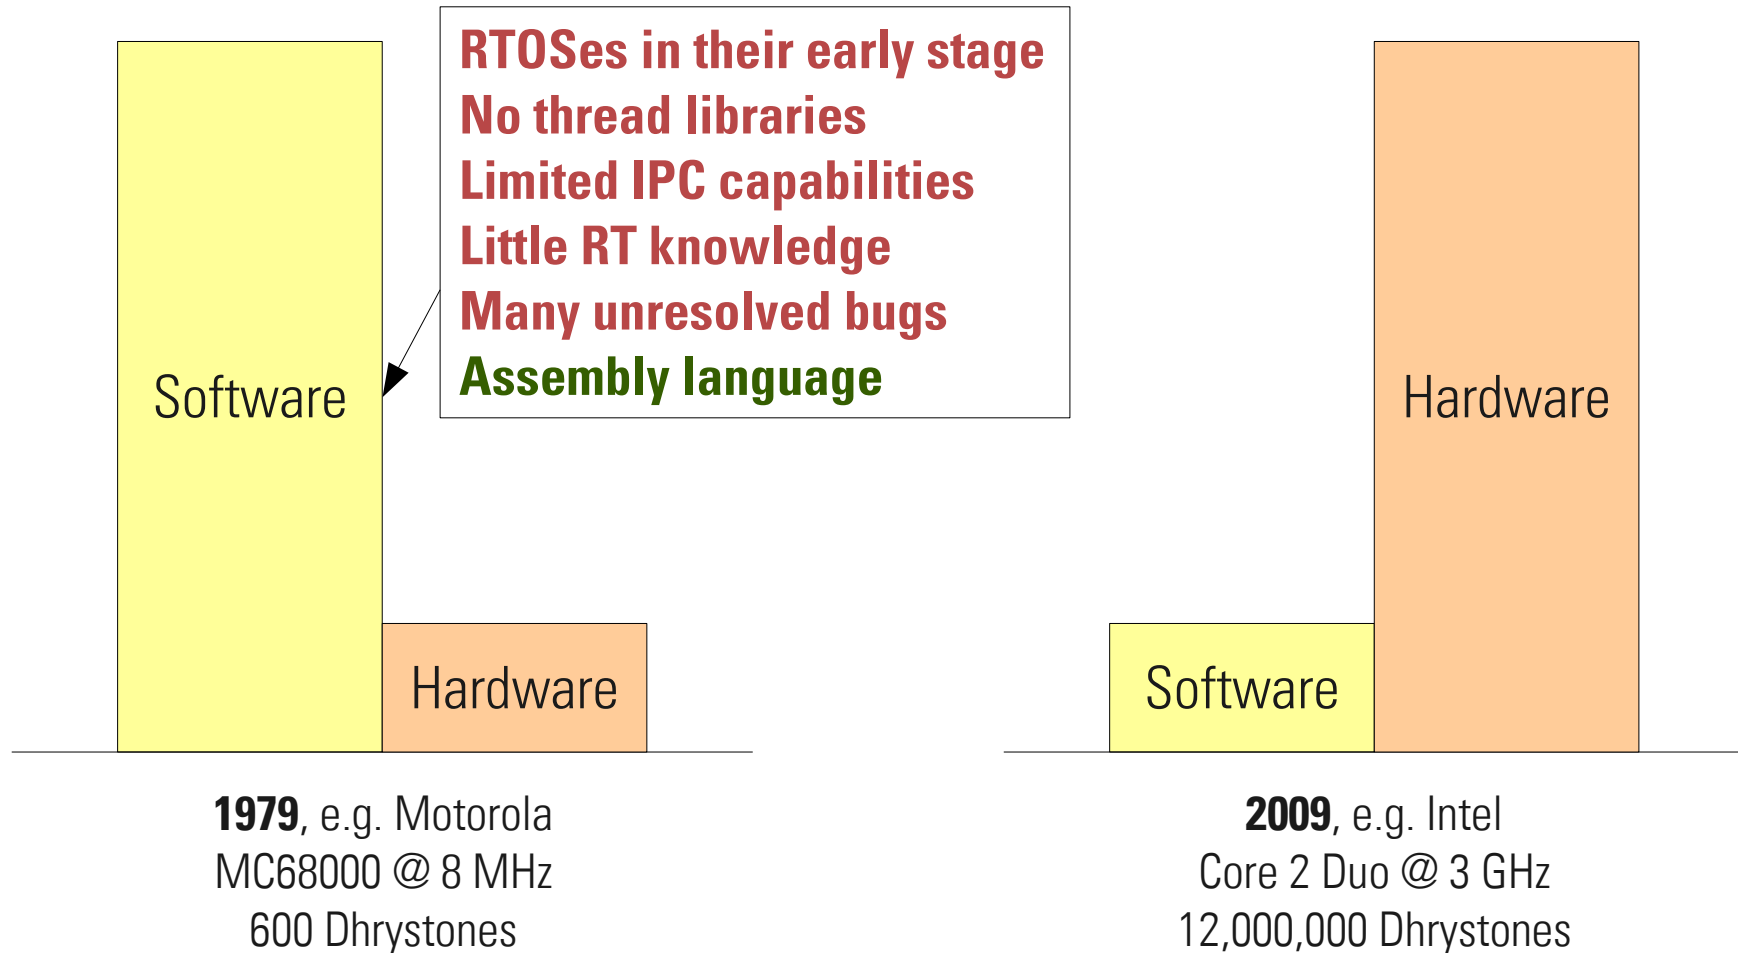 RTOSes in their early stage
No thread libraries
Limited IPC capabilities
Little RT knowledge
Many unresolved bugs
Assembly language
Software
Hardware
1979, e.g. Motorola
MC68000 @ 8 MHz
600 Dhrystones
Hardware
Software
2009, e.g. Intel
Core 2 Duo @ 3 GHz
12,000,000 Dhrystones